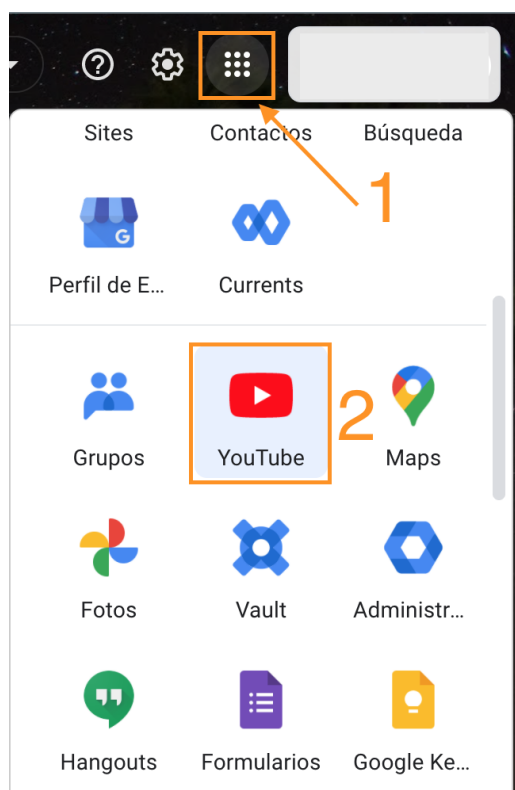 Sites Contactos Búsqueda
1
G
Perfil de E... Currents
2
Grupos YouTube Maps
Fotos Vault Administr...
Hangouts Formularios Google Ke...